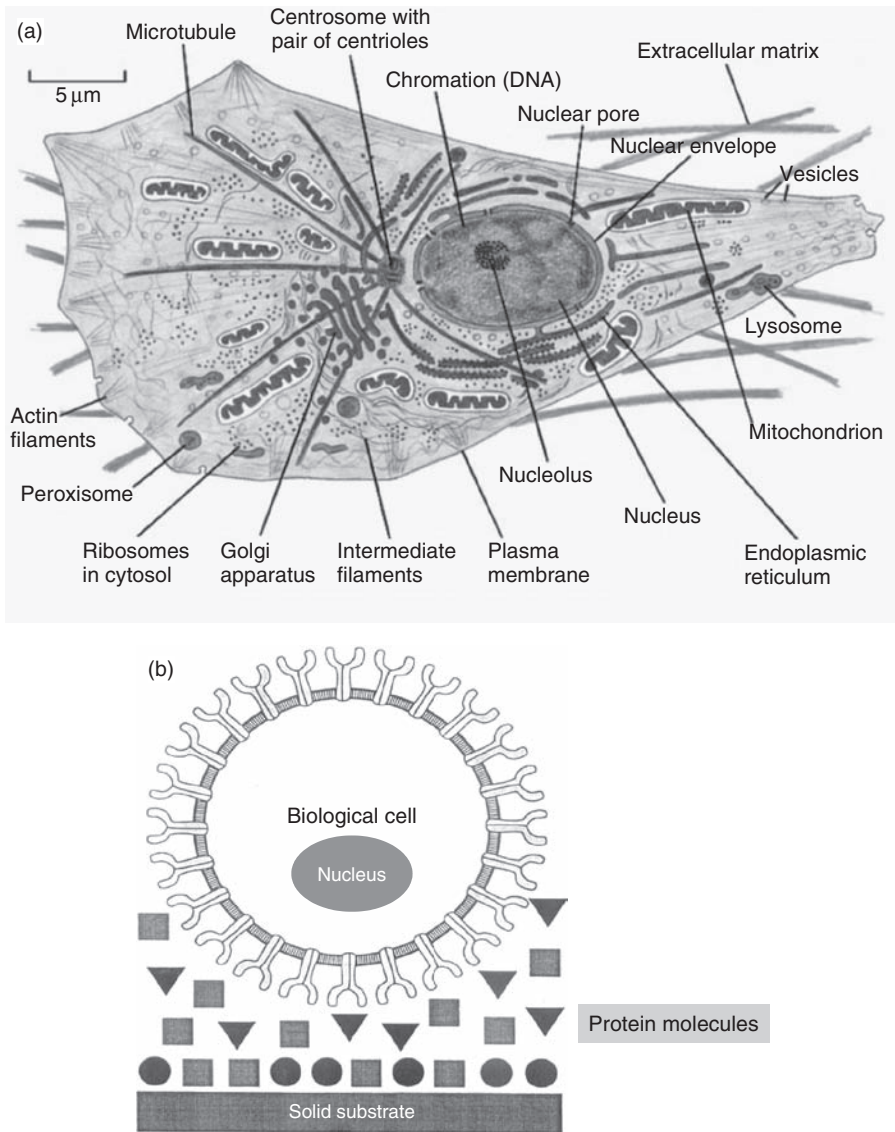 (a)
Microtubule
Centrosome with
pair of centrioles
Extracellular matrix
5 μm
Chromation (DNA)
Nuclear pore
Nuclear envelope
Vesicles
Lysosome
Actin
filaments
Mitochondrion
Peroxisome
Nucleolus
Nucleus
Ribosomes
in cytosol
Golgi
apparatus
Intermediate
filaments
Plasma
membrane
Endoplasmic
reticulum
(b)
Biological cell
Nucleus
Protein molecules
Solid substrate